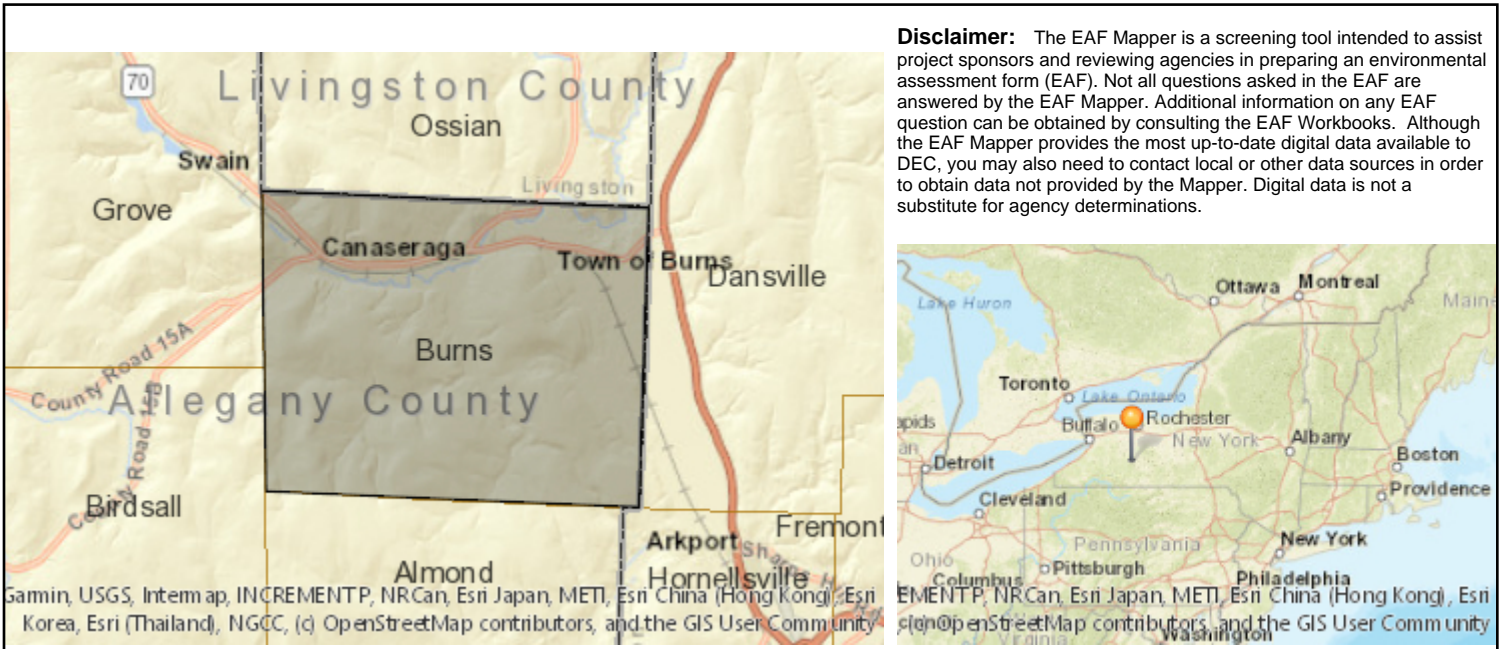 70
Livingston County
Ossian
Swain
Livingston
Grove
Canaseraga
Town of Burns
Dansville
Burns
County Road 15A
Allegany County
County Road 15B
Birdsall
Fremont
Arkport
Almond
Hornellsville
Garmin, USGS, Intermap, INCREMENT P, NRCan, Esri Japan, METI, Esri China (Hong Kong), Esri
Korea, Esri (Thailand), NGCC, (c) OpenStreetMap contributors, and the GIS User Community
Disclaimer: The EAF Mapper is a screening tool intended to assist
project sponsors and reviewing agencies in preparing an environmental
assessment form (EAF). Not all questions asked in the EAF are
answered by the EAF Mapper. Additional information on any EAF
question can be obtained by consulting the EAF Workbooks. Although
the EAF Mapper provides the most up-to-date digital data available to
DEC, you may also need to contact local or other data sources in order
to obtain data not provided by the Mapper. Digital data is not a
substitute for agency determinations.
Ottawa
Montreal
Lake Huron
Maine
Toronto
Lake Ontario
Rochester
Buffalo
New York
Albany
Detroit
Boston
Providence
Cleveland
New York
Pennsylvania
Ohio
Pittsburgh
Columbus
Philadelphia
EMENT P, NRCan, Esri Japan, METI, Esri China (Hong Kong), Esri
(c) OpenStreetMap contributors, and the GIS User Community
Virginia
Washington